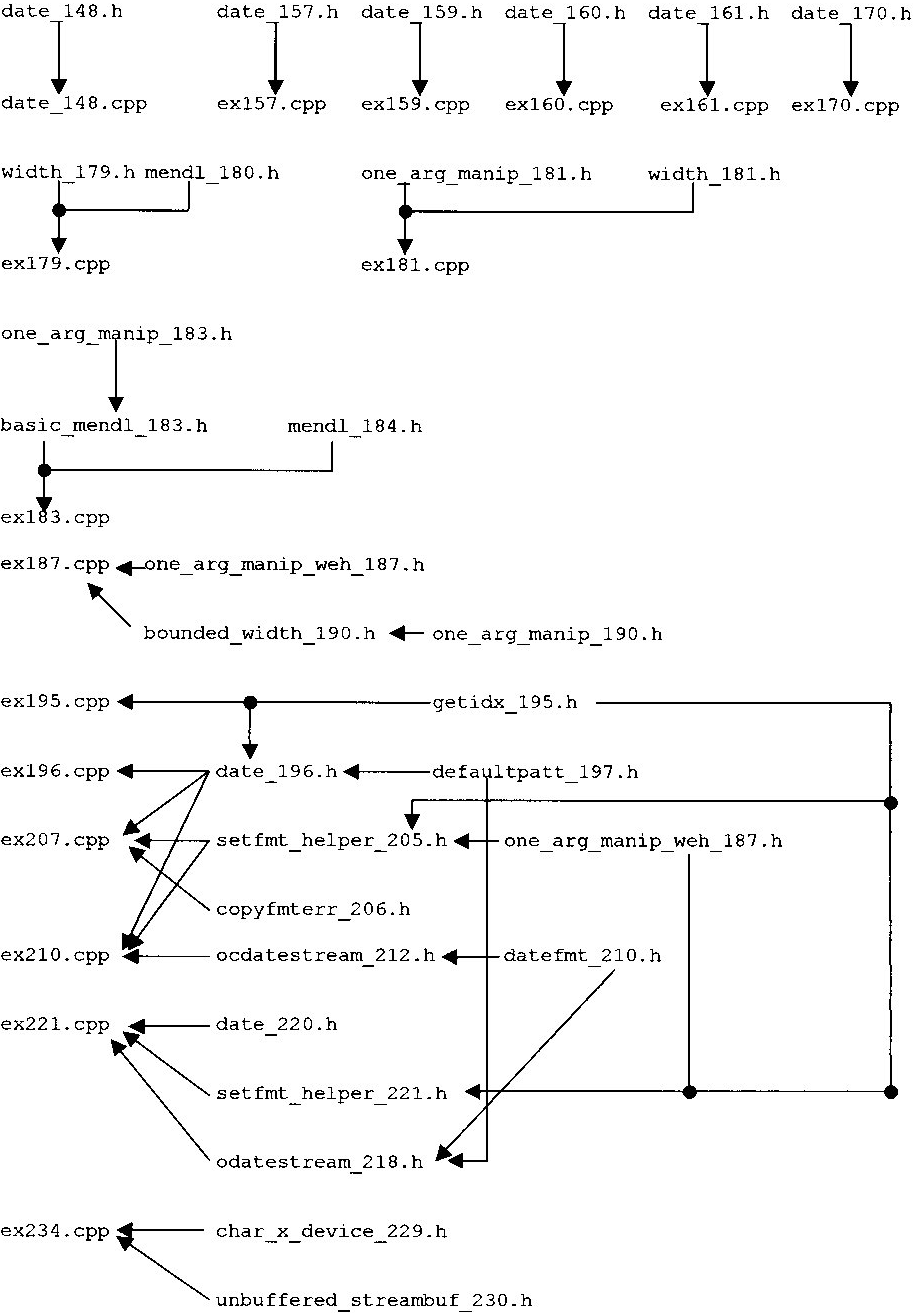 date_148.h date_157.h date_159.h date_160.h date_161.h date_170.h
date_148.cpp ex157.cpp ex159.cpp ex160.cpp ex161.cpp ex170.cpp
width_179.h mendl_180.h one_arg_manip_181.h width_181.h
ex179.cpp ex181.cpp
one_arg_manip_183.h
basic_mendl_183.h mendl_184.h
ex183.cpp
ex187.cpp one_arg_manip_weh_187.h
bounded_width_190.h one_arg_manip_190.h
ex195.cpp getidx_195.h
ex196.cpp date_196.h defaultpatt_197.h
ex207.cpp setfmt_helper_205.h one_arg_manip_weh_187.h
copyfmterr_206.h
ex210.cpp ocdatestream_212.h datefmt_210.h
ex221.cpp date_220.h
setfmt_helper_221.h
odatestream_218.h
ex234.cpp char_x_device_229.h
unbuffered_streambuf_230.h